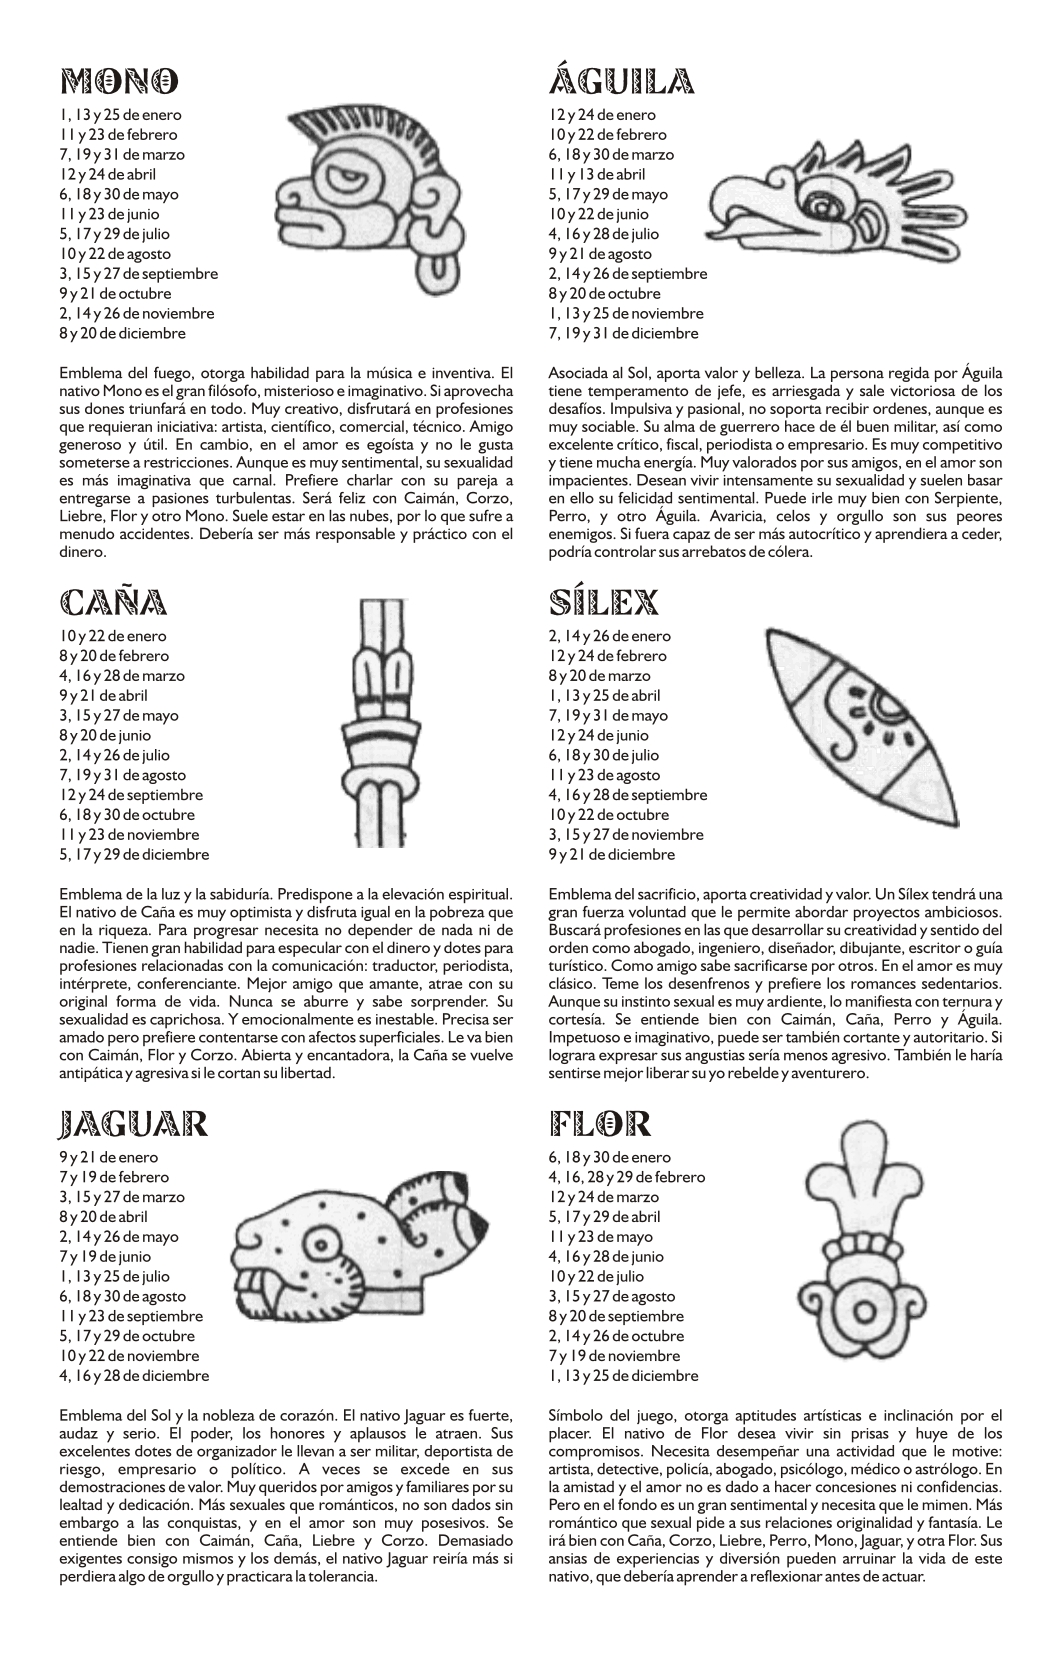 MONO
1, 13 y 25 de enero
11 y 23 de febrero
7, 19 y 31 de marzo
12 y 24 de abril
6, 18 y 30 de mayo
11 y 23 de junio
5, 17 y 29 de julio
10 y 22 de agosto
3, 15 y 27 de septiembre
9 y 21 de octubre
2, 14 y 26 de noviembre
8 y 20 de diciembre
Emblema del fuego, otorga habilidad para la música e inventiva. El
nativo Mono es el gran filósofo, misterioso e imaginativo. Si aprovecha
sus dones triunfará en todo. Muy creativo, disfrutará en profesiones
que requieran iniciativa: artista, científico, comercial, técnico. Amigo
generoso y útil. En cambio, en el amor es egoísta y no le gusta
someterse a restricciones. Aunque es muy sentimental, su sexualidad
es más imaginativa que carnal. Prefiere charlar con su pareja a
entregarse a pasiones turbulentas. Será feliz con Caimán, Corzo,
Liebre, Flor y otro Mono. Suele estar en las nubes, por lo que sufre a
menudo accidentes. Debería ser más responsable y práctico con el
dinero.
ÁGUILA
12 y 24 de enero
10 y 22 de febrero
6, 18 y 30 de marzo
11 y 13 de abril
5, 17 y 29 de mayo
10 y 22 de junio
4, 16 y 28 de julio
9 y 21 de agosto
2, 14 y 26 de septiembre
8 y 20 de octubre
1, 13 y 25 de noviembre
7, 19 y 31 de diciembre
Asociada al Sol, aporta valor y belleza. La persona regida por Águila
tiene temperamento de jefe, es arriesgada y sale victoriosa de los
desafíos. Impulsiva y pasional, no soporta recibir ordenes, aunque es
muy sociable. Su alma de guerrero hace de él buen militar, así como
excelente crítico, fiscal, periodista o empresario. Es muy competitivo
y tiene mucha energía. Muy valorados por sus amigos, en el amor son
impacientes. Desean vivir intensamente su sexualidad y suelen basar
en ello su felicidad sentimental. Puede irle muy bien con Serpiente,
Perro, y otro Águila. Avaricia, celos y orgullo son sus peores
enemigos. Si fuera capaz de ser más autocrítico y aprendiera a ceder,
podría controlar sus arrebatos de cólera.
CAÑA
10 y 22 de enero
8 y 20 de febrero
4, 16 y 28 de marzo
9 y 21 de abril
3, 15 y 27 de mayo
8 y 20 de junio
2, 14 y 26 de julio
7, 19 y 31 de agosto
12 y 24 de septiembre
6, 18 y 30 de octubre
11 y 23 de noviembre
5, 17 y 29 de diciembre
Emblema de la luz y la sabiduría. Predispone a la elevación espiritual.
El nativo de Caña es muy optimista y disfruta igual en la pobreza que
en la riqueza. Para progresar necesita no depender de nada ni de
nadie. Tienen gran habilidad para especular con el dinero y dotes para
profesiones relacionadas con la comunicación: traductor, periodista,
intérprete, conferenciante. Mejor amigo que amante, atrae con su
original forma de vida. Nunca se aburre y sabe sorprender. Su
sexualidad es caprichosa. Y emocionalmente es inestable. Precisa ser
amado pero prefiere contentarse con afectos superficiales. Le va bien
con Caimán, Flor y Corzo. Abierta y encantadora, la Caña se vuelve
antipática y agresiva si le cortan su libertad.
SÍLEX
2, 14 y 26 de enero
12 y 24 de febrero
8 y 20 de marzo
1, 13 y 25 de abril
7, 19 y 31 de mayo
12 y 24 de junio
6, 18 y 30 de julio
11 y 23 de agosto
4, 16 y 28 de septiembre
10 y 22 de octubre
3, 15 y 27 de noviembre
9 y 21 de diciembre
Emblema del sacrificio, aporta creatividad y valor. Un Sílex tendrá una
gran fuerza voluntad que le permite abordar proyectos ambiciosos.
Buscará profesiones en las que desarrollar su creatividad y sentido del
orden como abogado, ingeniero, diseñador, dibujante, escritor o guía
turístico. Como amigo sabe sacrificarse por otros. En el amor es muy
clásico. Teme los desenfrenos y prefiere los romances sedentarios.
Aunque su instinto sexual es muy ardiente, lo manifiesta con ternura y
cortesía. Se entiende bien con Caimán, Caña, Perro y Águila.
Impetuoso e imaginativo, puede ser también cortante y autoritario. Si
lograra expresar sus angustias sería menos agresivo. También le haría
sentirse mejor liberar su yo rebelde y aventurero.
JAGUAR
9 y 21 de enero
7 y 19 de febrero
3, 15 y 27 de marzo
8 y 20 de abril
2, 14 y 26 de mayo
7 y 19 de junio
1, 13 y 25 de julio
6, 18 y 30 de agosto
11 y 23 de septiembre
5, 17 y 29 de octubre
10 y 22 de noviembre
4, 16 y 28 de diciembre
Emblema del Sol y la nobleza de corazón. El nativo Jaguar es fuerte,
audaz y serio. El poder, los honores y aplausos le atraen. Sus
excelentes dotes de organizador le llevan a ser militar, deportista de
riesgo, empresario o político. A veces se excede en sus
demostraciones de valor. Muy queridos por amigos y familiares por su
lealtad y dedicación. Más sexuales que románticos, no son dados sin
embargo a las conquistas, y en el amor son muy posesivos. Se
entiende bien con Caimán, Caña, Liebre y Corzo. Demasiado
exigentes consigo mismos y los demás, el nativo Jaguar reiría más si
perdiera algo de orgullo y practicara la tolerancia.
FLOR
6, 18 y 30 de enero
4, 16, 28 y 29 de febrero
12 y 24 de marzo
5, 17 y 29 de abril
11 y 23 de mayo
4, 16 y 28 de junio
10 y 22 de julio
3, 15 y 27 de agosto
8 y 20 de septiembre
2, 14 y 26 de octubre
7 y 19 de noviembre
1, 13 y 25 de diciembre
Símbolo del juego, otorga aptitudes artísticas e inclinación por el
placer. El nativo de Flor desea vivir sin prisas y huye de los
compromisos. Necesita desempeñar una actividad que le motive:
artista, detective, policía, abogado, psicólogo, médico o astrólogo. En
la amistad y el amor no es dado a hacer concesiones ni confidencias.
Pero en el fondo es un gran sentimental y necesita que le mimen. Más
romántico que sexual pide a sus relaciones originalidad y fantasía. Le
irá bien con Caña, Corzo, Liebre, Perro, Mono, Jaguar, y otra Flor. Sus
ansias de experiencias y diversión pueden arruinar la vida de este
nativo, que debería aprender a reflexionar antes de actuar.